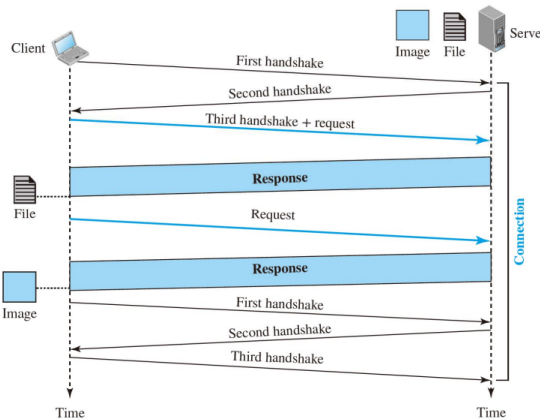 Client
Image File
Serve
First handshake
Second handshake
Third handshake + request
Response
File
Request
Connection
Response
Image
First handshake
Second handshake
Third handshake
Time
Time